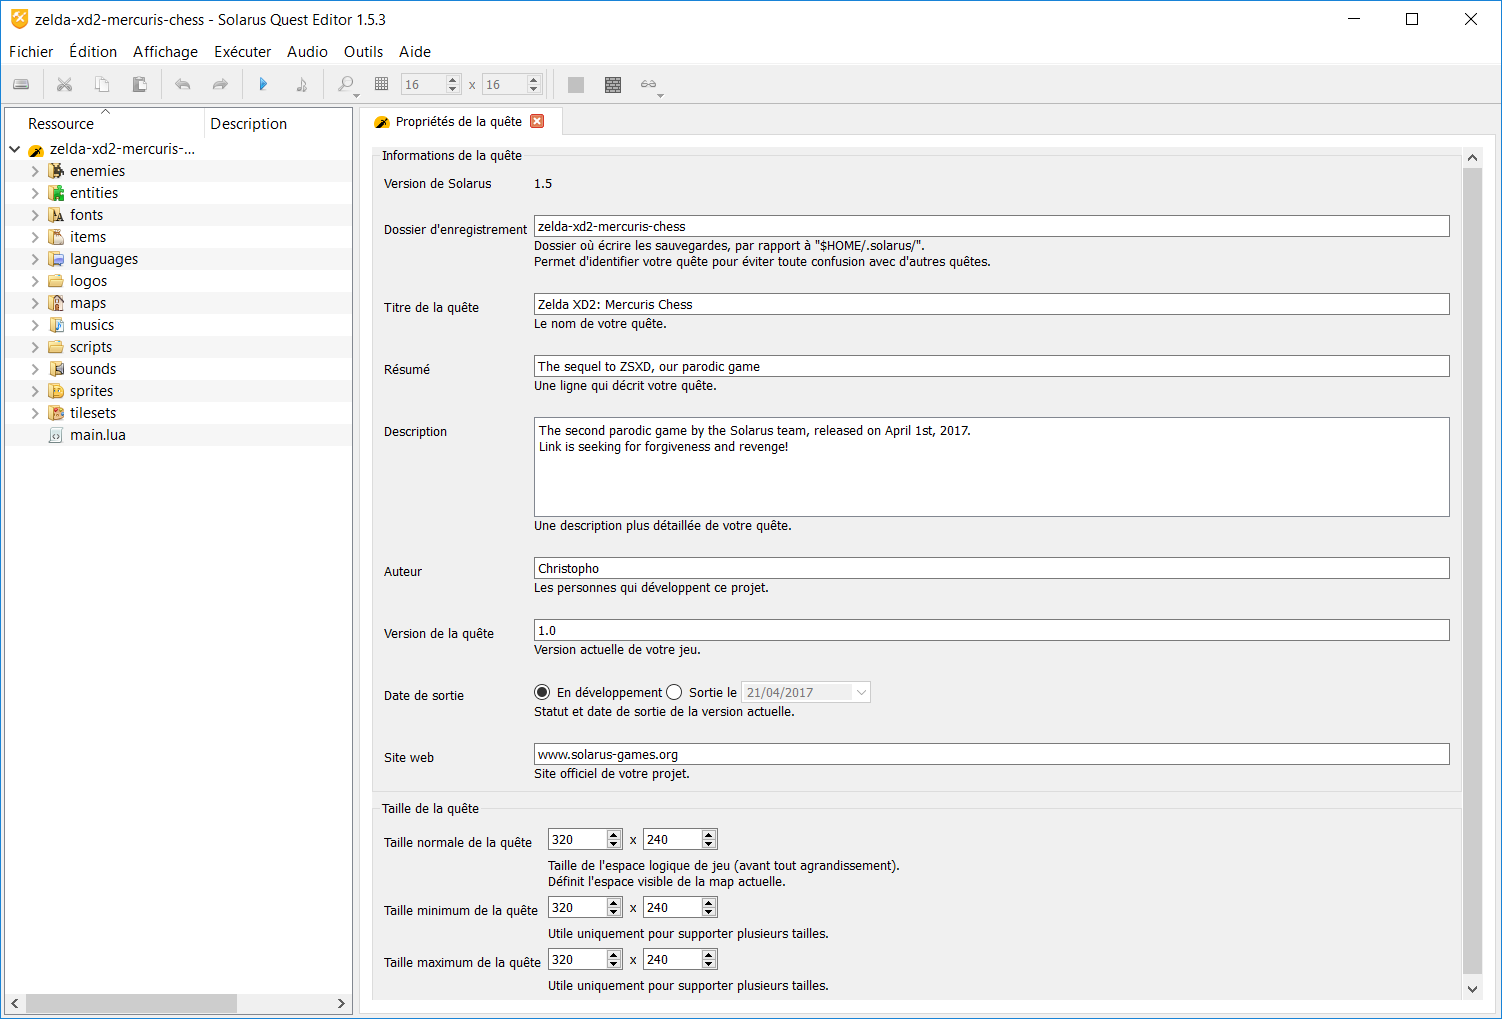 zelda-xd2-mercuris-chess - Solarus Quest Editor 1.5.3
Fichier Édition Affichage Exécuter Audio Outils Aide
16 x 16
Ressource Description
zelda-xd2-mercuris-...
enemies
entities
fonts
items
languages
logos
maps
musics
scripts
sounds
sprites
tilesets
main.lua
Propriétés de la quête
Informations de la quête
Version de Solarus 1.5
Dossier d'enregistrement zelda-xd2-mercuris-chess
Dossier où écrire les sauvegardes, par rapport à "$HOME/.solarus/".
Permet d'identifier votre quête pour éviter toute confusion avec d'autres quêtes.
Titre de la quête Zelda XD2: Mercuris Chess
Le nom de votre quête.
Résumé The sequel to ZSXD, our parodic game
Une ligne qui décrit votre quête.
Description The second parodic game by the Solarus team, released on April 1st, 2017.
Link is seeking for forgiveness and revenge!
Une description plus détaillée de votre quête.
Auteur Christopho
Les personnes qui développent ce projet.
Version de la quête 1.0
Version actuelle de votre jeu.
Date de sortie En développement Sortie le 21/04/2017
Statut et date de sortie de la version actuelle.
Site web www.solarus-games.org
Site officiel de votre projet.
Taille de la quête
Taille normale de la quête 320 x 240
Taille de l'espace logique de jeu (avant tout agrandissement).
Définit l'espace visible de la map actuelle.
Taille minimum de la quête 320 x 240
Utile uniquement pour supporter plusieurs tailles.
Taille maximum de la quête 320 x 240
Utile uniquement pour supporter plusieurs tailles.